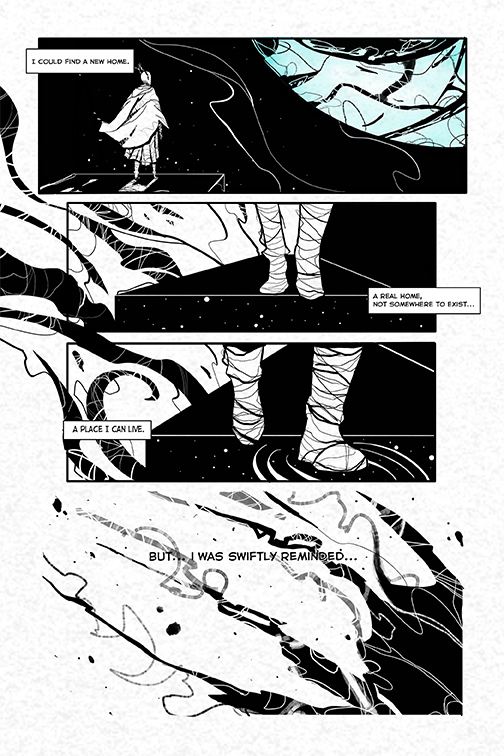 I COULD FIND A NEW HOME.
A REAL HOME,
NOT SOMEWHERE TO EXIST...
A PLACE I CAN LIVE.
BUT... I WAS SWIFTLY REMINDED...